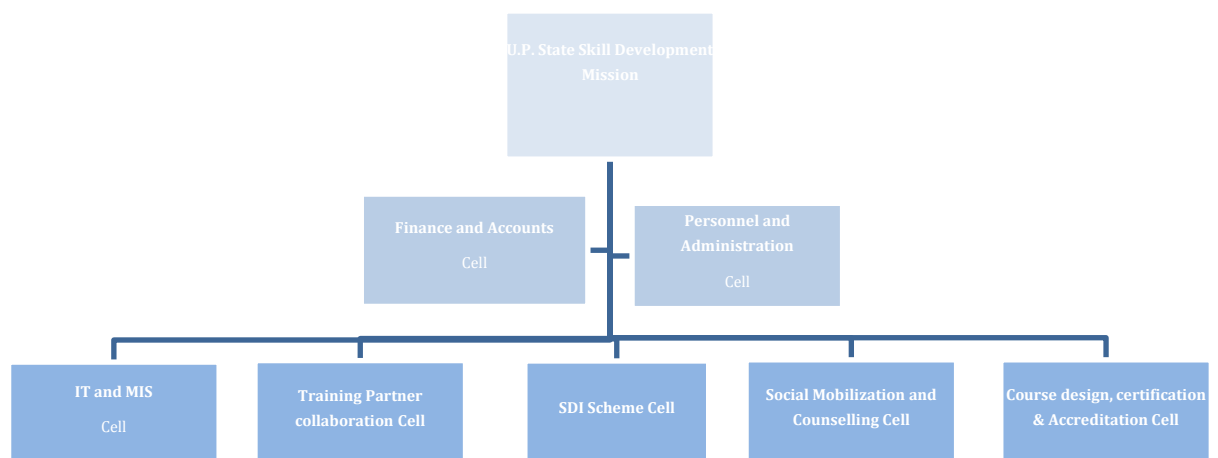 U.P. State Skill Development
Mission
Finance and Accounts
Cell
Personnel and
Administration
Cell
IT and MIS
Cell
Training Partner
collaboration Cell
SDI Scheme Cell
Social Mobilization and
Counselling Cell
Course design, certification
& Accreditation Cell